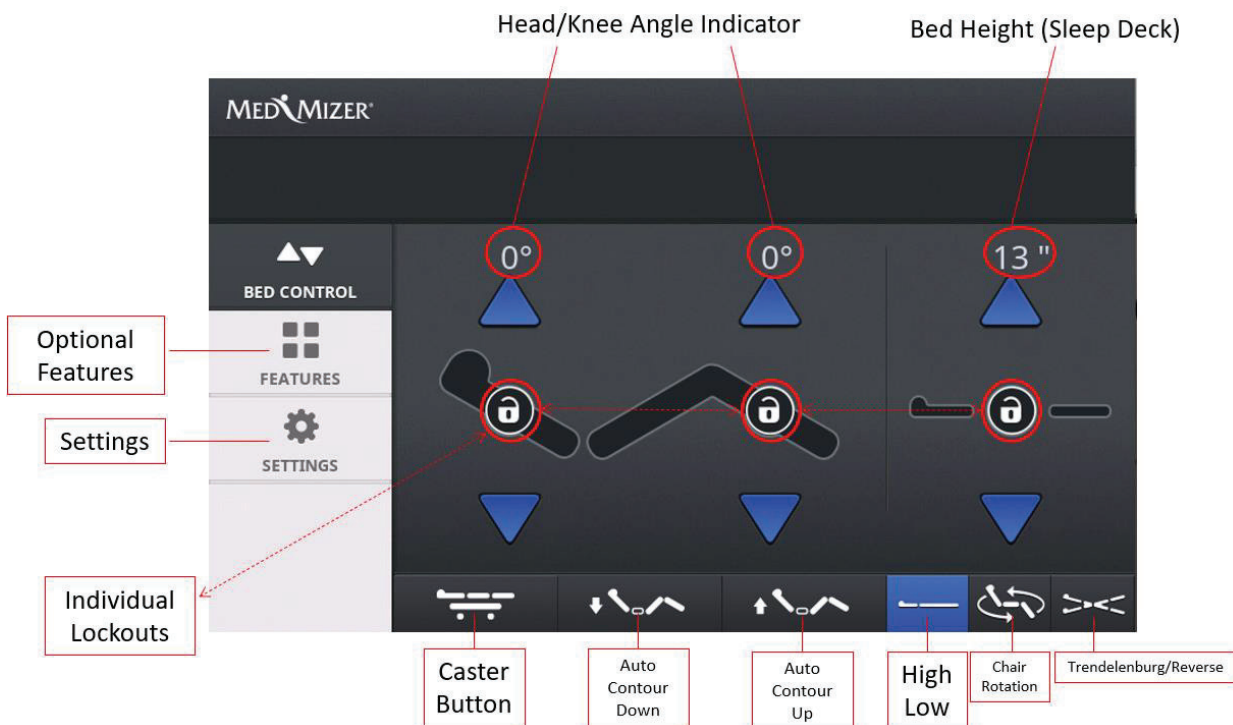 Head/Knee Angle Indicator
Bed Height (Sleep Deck)
MEDMIZER®
0°
0°
13 "
BED CONTROL
Optional
Features
FEATURES
Settings
SETTINGS
Individual
Lockouts
Caster
Button
Auto
Contour
Down
Auto
Contour
Up
High
Low
Chair
Rotation
Trendelenburg/Reverse